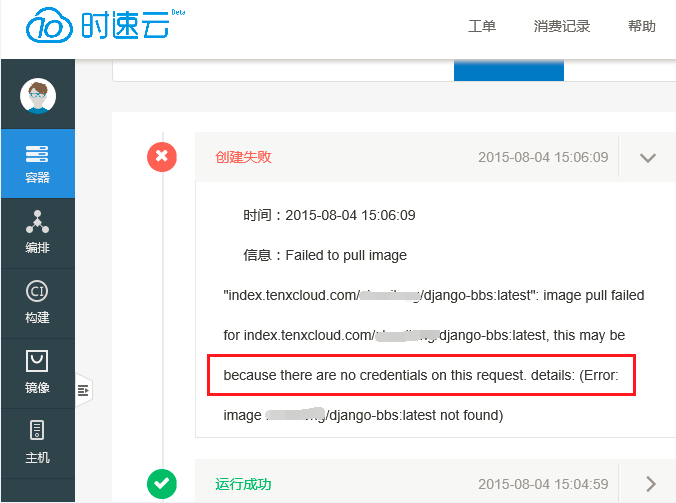 时速云 Beta
工单 消费记录 帮助
容器
编排
CI
构建
镜像
主机
创建失败 2015-08-04 15:06:09
时间：2015-08-04 15:06:09
信息：Failed to pull image
"index.tenxcloud.com/ /django-bbs:latest": image pull failed
for index.tenxcloud.com/ django-bbs:latest, this may be
because there are no credentials on this request. details: (Error:
image /django-bbs:latest not found)
运行成功 2015-08-04 15:04:59